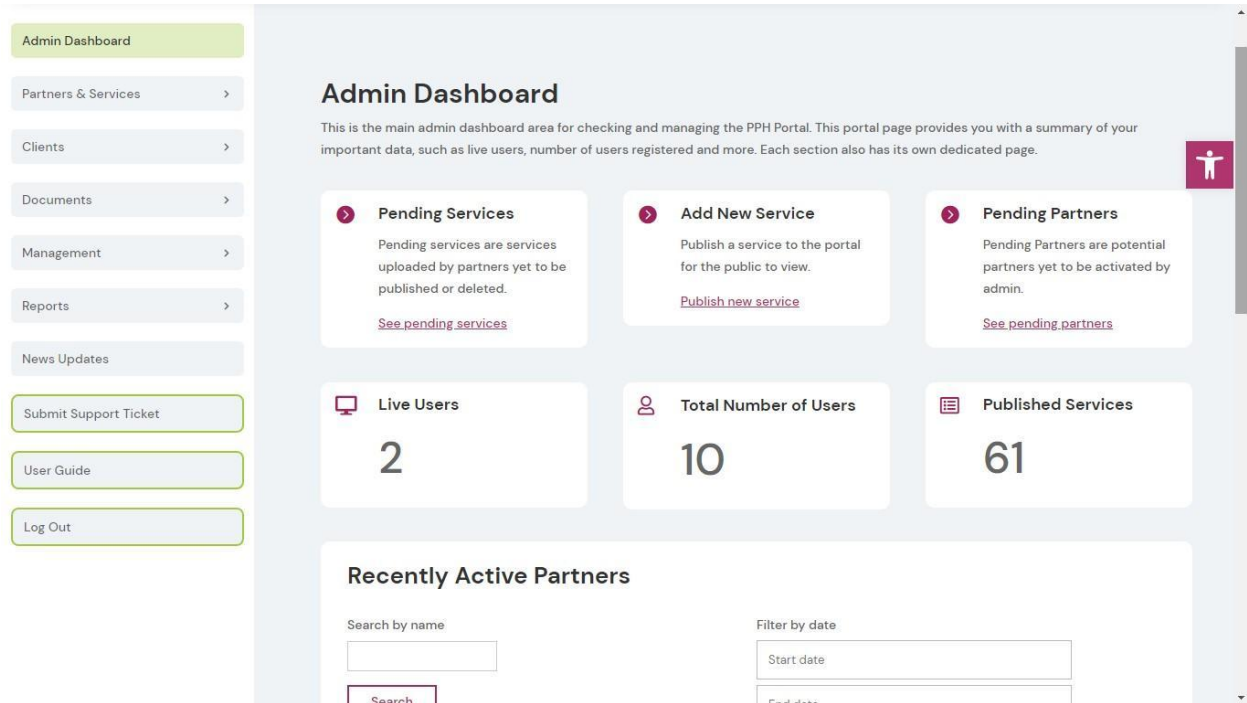 Admin Dashboard
Partners & Services
Clients
Documents
Management
Reports
News Updates
Submit Support Ticket
User Guide
Log Out
Admin Dashboard
This is the main admin dashboard area for checking and managing the PPH Portal. This portal page provides you with a summary of your
important data, such as live users, number of users registered and more. Each section also has its own dedicated page.
Pending Services
Pending services are services
uploaded by partners yet to be
published or deleted.
See pending services
Add New Service
Publish a service to the portal
for the public to view.
Publish new service
Pending Partners
Pending Partners are potential
partners yet to be activated by
admin.
See pending partners
Live Users
2
Total Number of Users
10
Published Services
61
Recently Active Partners
Search by name
Search
Filter by date
Start date
End date